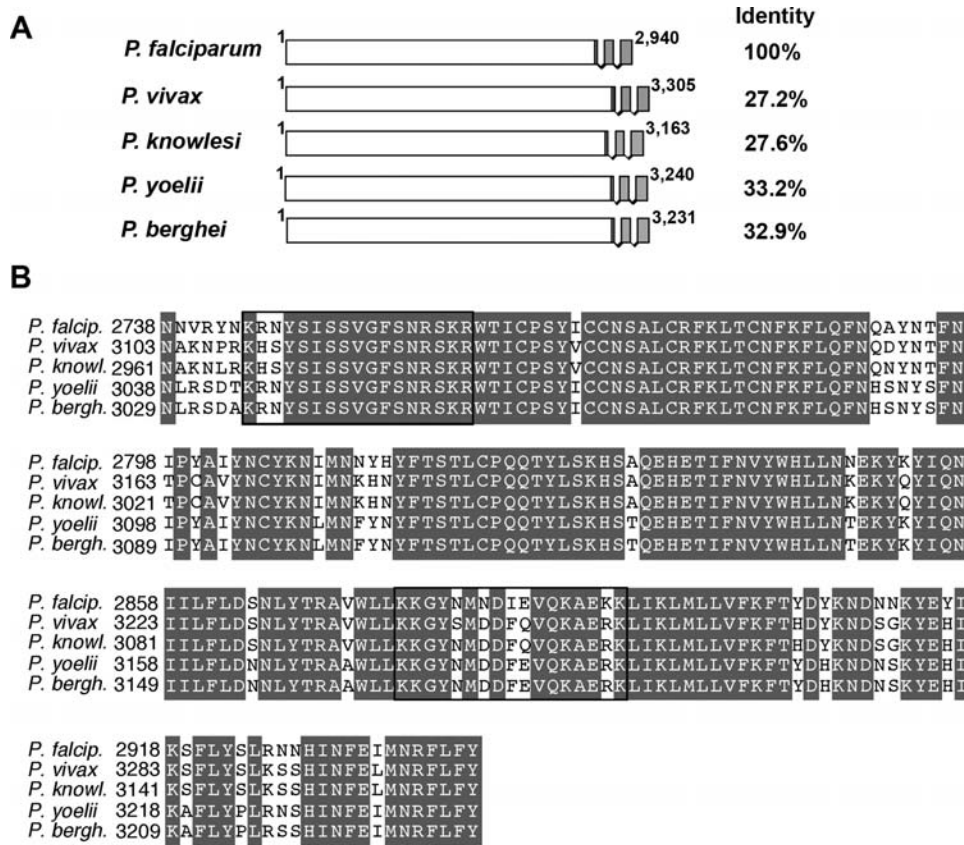 A
Identity
P. falciparum 1 2,940 100%
P. vivax 1 3,305 27.2%
P. knowlesi 1 3,163 27.6%
P. yoelii 1 3,240 33.2%
P. berghei 1 3,231 32.9%
B
P. falcip. 2738 NNVRYNKRNYSISSVGFSNRSKRWTICPSYICCNSALCRFKLTCNFKFLQFNQAYNTFN
P. vivax 3103 NAKNPRKHSYSISSVGFSNRSKRWTICPSYVCCNSALCRFKLTCNFKFLQFNQDYNTFN
P. knowl. 2961 NAKNLRKHSYSISSVGFSNRSKRWTICPSYVCCNSALCRFKLTCNFKFLQFNQNYNTFN
P. yoelii 3038 NLRSDTKRNYSISSVGFSNRSKRWTICPSYICCNSALCRFKLTCNFKFLQFNHSNYSFN
P. bergh. 3029 NLRSDAKRNYSISSVGFSNRSKRWTICPSYICCNSALCRFKLTCNFKFLQFNHSNYSFN
P. falcip. 2798 IPYAIYNCYKNIMNNYHYFTSTLCPQQTYLSKHSAQEHETIFNVYWHLLNNEKYKYIQN
P. vivax 3163 TPCAVYNCYKNIMNKHNYFTSTLCPQQTYLSKHSAQEHETIFNVYWHLLNKEKYQYIQN
P. knowl. 3021 TPCAVYNCYKNIMNKHNYFTSTLCPQQTYLSKHSAQEHETIFNVYWHLLNKEKYQYIQN
P. yoelii 3098 IPYAIYNCYKNLMNFYNYFTSTLCPQQTYLSKHSTQEHETIFNVYWHLLNTEKYKYIQN
P. bergh. 3089 IPYAIYNCYKNLMNFYNYFTSTLCPQQTYLSKHSTQEHETIFNVYWHLLNTEKYKYIQN
P. falcip. 2858 IILFLDSNLYTRAVWLLKKGYNMNDIEVQKAEKKLIKLMLLVFKFTYDYKNDNNKYEYI
P. vivax 3223 IILFLDNNLYTRAVWLLKKGYSMDDFQVQKAERKLIKLMLLVFKFTHDYKNDSGKYEHI
P. knowl. 3081 IILFLDSNLYTRAVWLLKKGYNMDDFQVQKAERKLIKLMLLVFKFTHDYKNDSGKYEHI
P. yoelii 3158 IILFLDNNLYTRAAWLLKKGYNMDDFEVQKAERKLIKLMLLVFKFTYDHKNDNSKYEHI
P. bergh. 3149 IILFLDNNLYTRAAWLLKKGYNMDDFEVQKAERKLIKLMLLVFKFTYDHKNDNSKYEHI
P. falcip. 2918 KSFLYSLRNNHINFEIMNRFLFY
P. vivax 3283 KSFLYSLKSSHINFELMNRFLFY
P. knowl. 3141 KSFLYSLKSSHINFELMNRFLFY
P. yoelii 3218 KAFLYPLRNSHINFEIMNRFLFY
P. bergh. 3209 KAFLYPLRSSHINFEIMNRFLFY